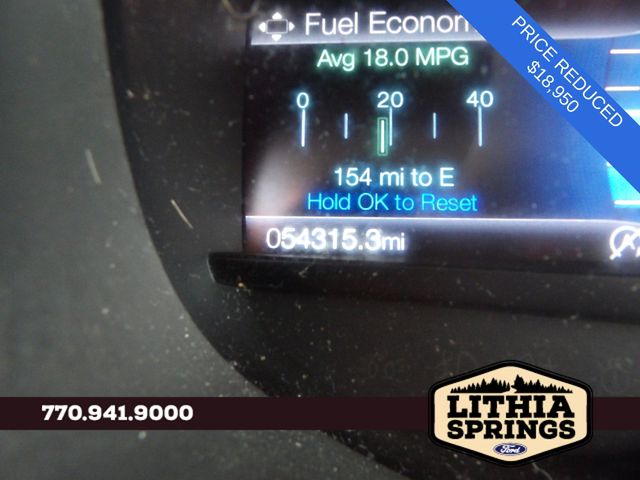 Fuel Econom
Avg 18.0 MPG
0 20 40
154 mi to E
Hold OK to Reset
054315.3mi
PRICE REDUCED
$18,950
770.941.9000
LITHIA
SPRINGS
Ford